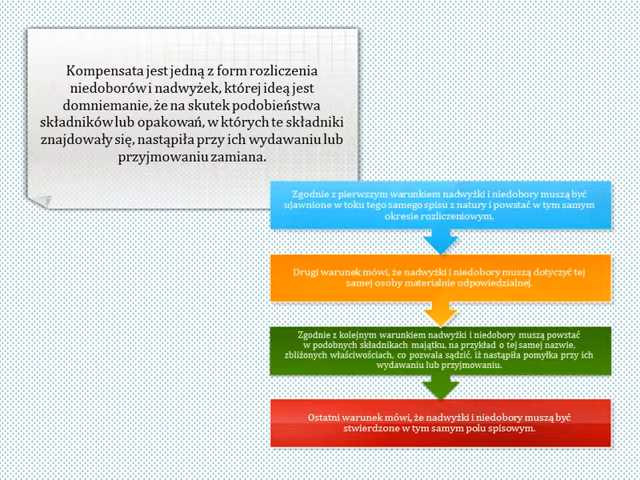 Kompensata jest jedną z form rozliczenia
niedoborów i nadwyżek, której ideą jest
domniemanie, że na skutek podobieństwa
składników lub opakowań, w których te składniki
znajdowały się, nastąpiła przy ich wydawaniu lub
przyjmowaniu zamiana.
Zgodnie z pierwszym warunkiem nadwyżki i niedobory muszą być
ujawnione w toku tego samego spisu z natury i powstać w tym samym
okresie rozliczeniowym.
Drugi warunek mówi, że nadwyżki i niedobory muszą dotyczyć tej
samej osoby materialnie odpowiedzialnej.
Zgodnie z kolejnym warunkiem nadwyżki i niedobory muszą powstać
w podobnych składnikach majątku, na przykład o tej samej nazwie,
zbliżonych właściwościach, co pozwala sądzić, iż nastąpiła pomyłka przy ich
wydawaniu lub przyjmowaniu.
Ostatni warunek mówi, że nadwyżki i niedobory muszą być
stwierdzone w tym samym polu spisowym.